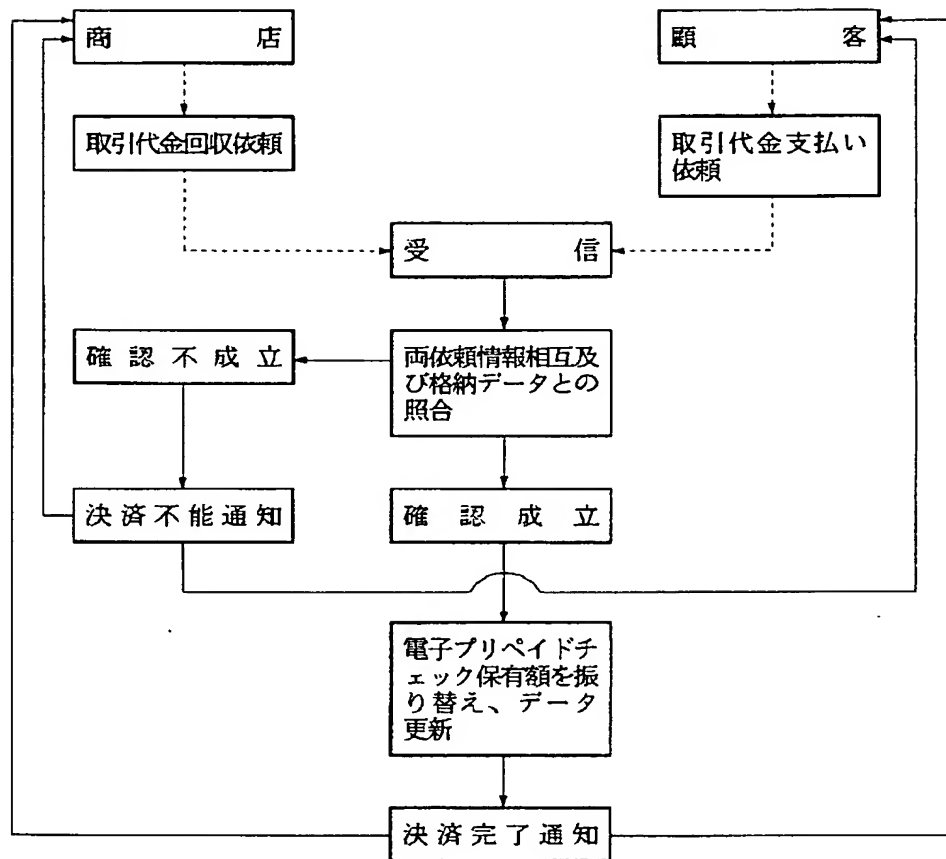 商店
顧客
取引代金回収依頼
取引代金支払い
依頼
受信
確認不成立
両依頼情報相互及
び格納データとの
照合
決済不能通知
確認成立
電子プリペイドチ
ェック保有額を振
り替え、データ
更新
決済完了通知